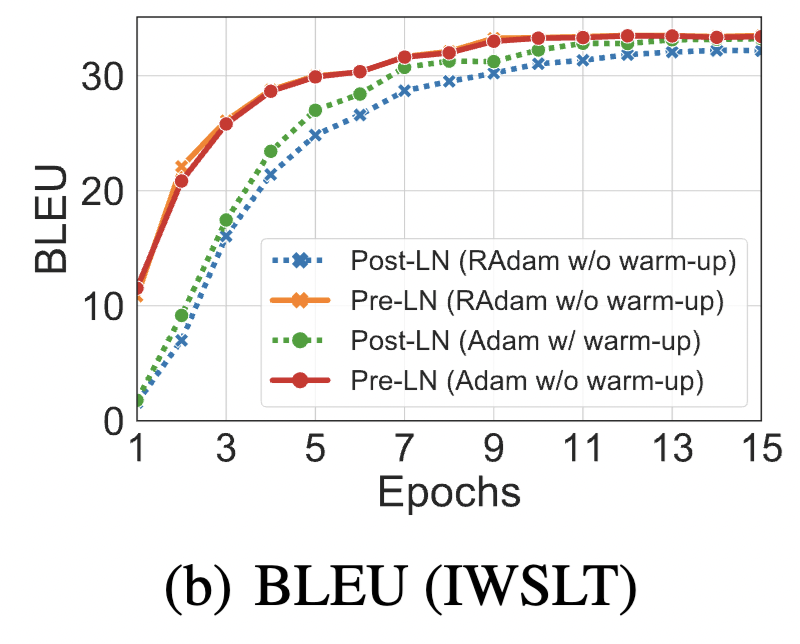 BLEU
30
20
10
0
Post-LN (RAdam w/o warm-up)
Pre-LN (RAdam w/o warm-up)
Post-LN (Adam w/ warm-up)
Pre-LN (Adam w/o warm-up)
1 3 5 7 9 11 13 15
Epochs
(b) BLEU (IWSLT)